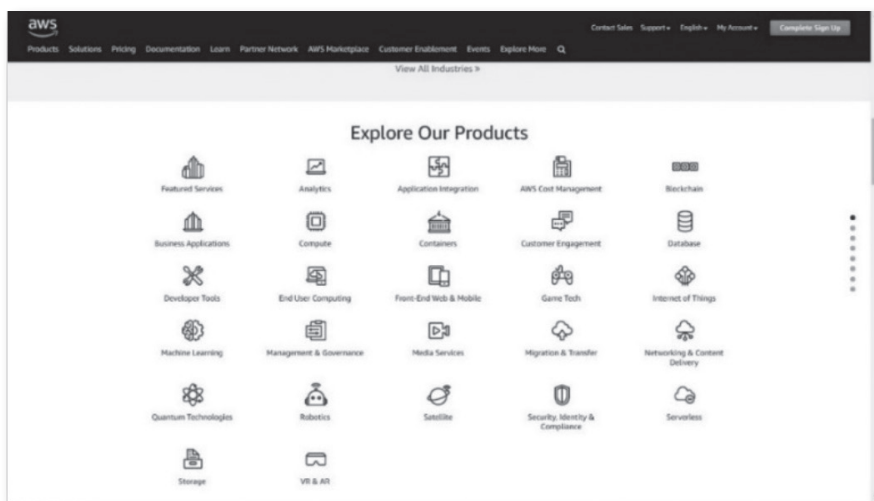 aws
Contact Sales Support English My Account Complete Sign Up
Products Solutions Pricing Documentation Learn Partner Network AWS Marketplace Customer Enablement Events Explore More
View All Industries »
Explore Our Products
Featured Services Analytics Application Integration AWS Cost Management Blockchain
Business Applications Compute Containers Customer Engagement Database
Developer Tools End User Computing Front-End Web & Mobile Game Tech Internet of Things
Machine Learning Management & Governance Media Services Migration & Transfer Networking & Content
Delivery
Quantum Technologies Robotics Satellite Security, Identity & Serverless
Compliance
Storage VR & AR